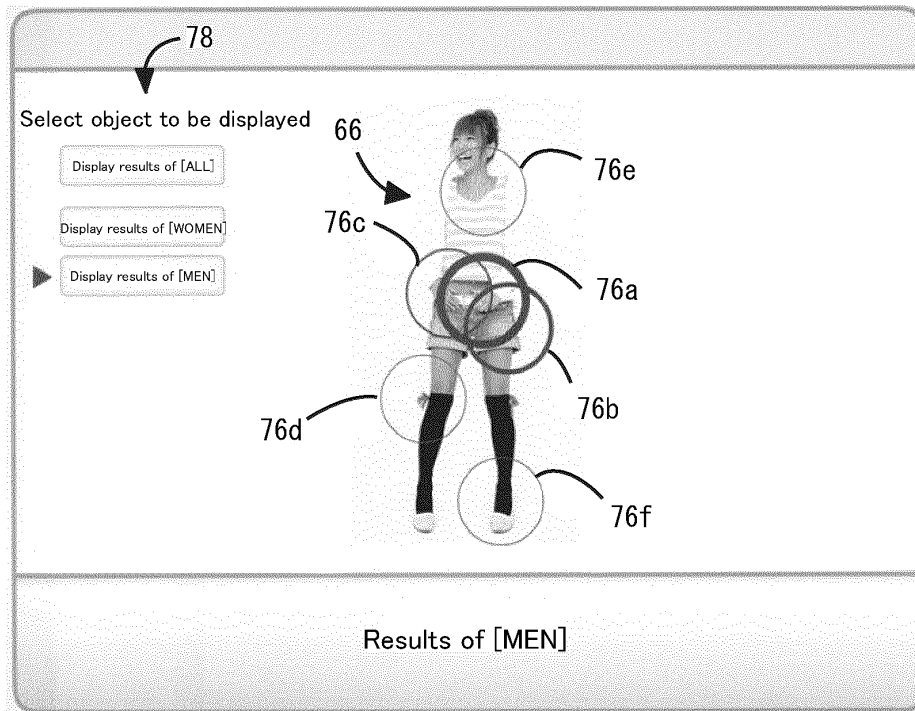 78
Select object to be displayed
66
76e
Display results of [ALL]
76c
Display results of [WOMEN]
Display results of [MEN]
76a
76b
76d
76f
Results of [MEN]